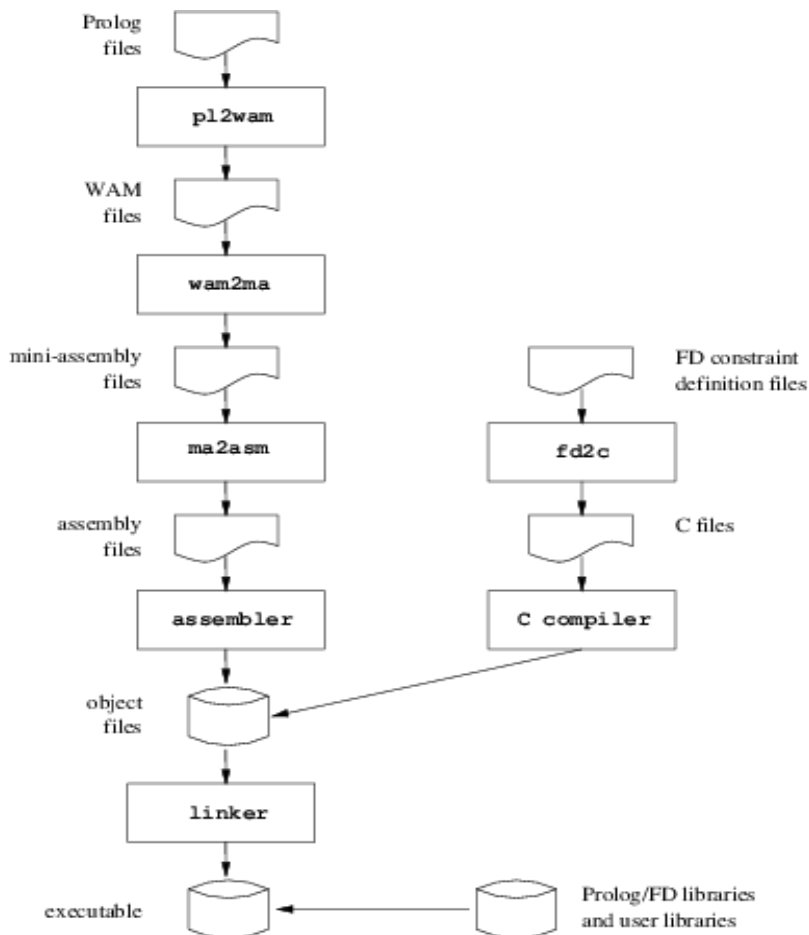 Prolog
files
pl2wam
WAM
files
wam2ma
mini-assembly
files
FD constraint
definition files
ma2asm
fd2c
assembly
files
C files
assembler
C compiler
object
files
linker
executable
Prolog/FD libraries
and user libraries